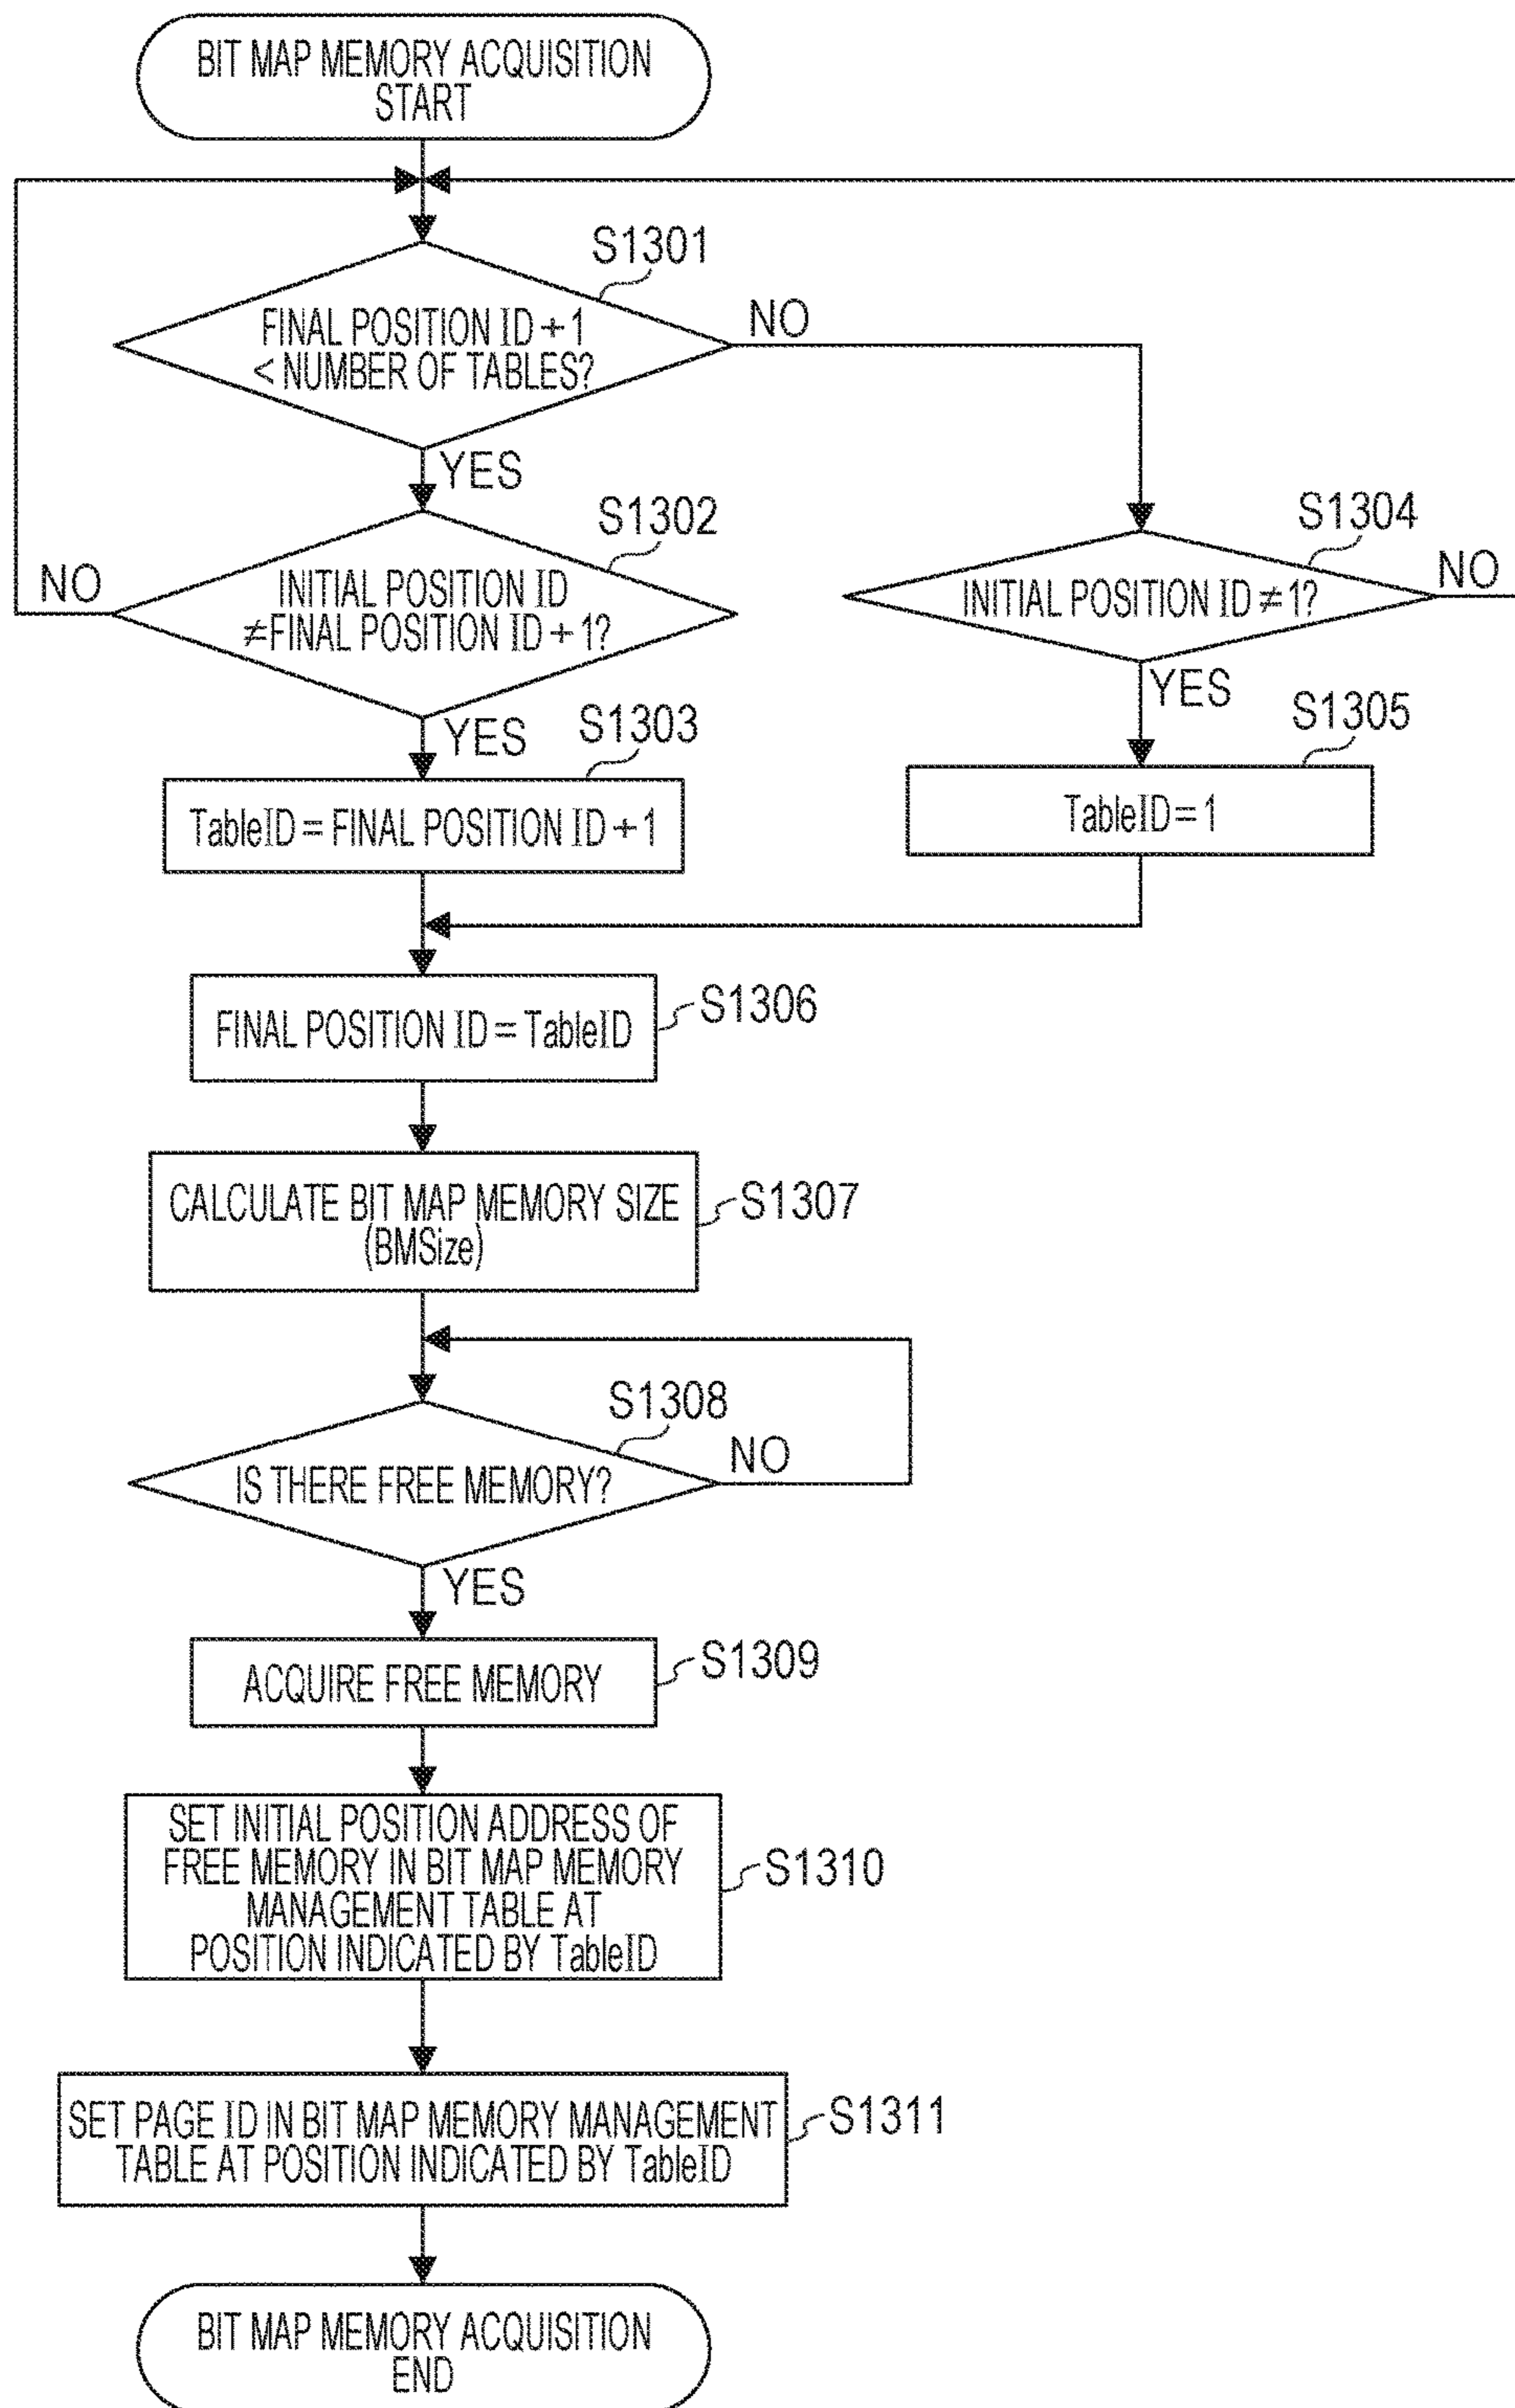 BIT MAP MEMORY ACQUISITION
START
S1301
FINAL POSITION ID + 1
< NUMBER OF TABLES?
NO
YES
S1302
INITIAL POSITION ID
≠FINAL POSITION ID + 1?
NO
YES
S1304
INITIAL POSITION ID ≠ 1?
NO
YES
S1303
TableID = FINAL POSITION ID + 1
S1305
TableID = 1
FINAL POSITION ID = TableID
S1306
CALCULATE BIT MAP MEMORY SIZE
(BMSize)
S1307
S1308
IS THERE FREE MEMORY?
NO
YES
ACQUIRE FREE MEMORY
S1309
SET INITIAL POSITION ADDRESS OF
FREE MEMORY IN BIT MAP MEMORY
MANAGEMENT TABLE AT
POSITION INDICATED BY TableID
S1310
SET PAGE ID IN BIT MAP MEMORY MANAGEMENT
TABLE AT POSITION INDICATED BY TableID
S1311
BIT MAP MEMORY ACQUISITION
END